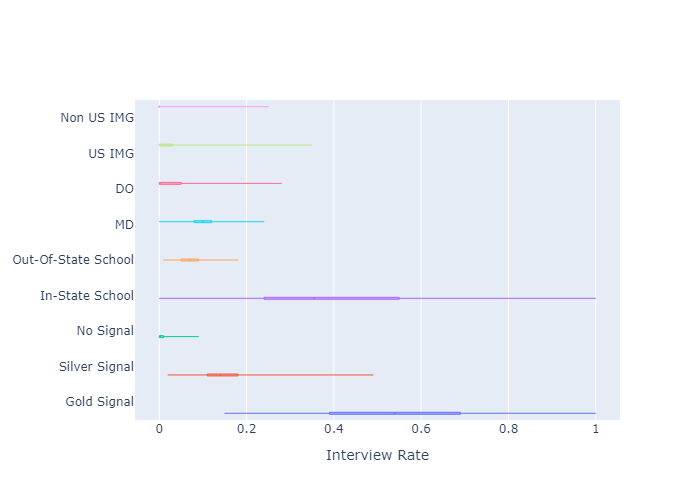 Non US IMG
US IMG
DO
MD
Out-Of-State School
In-State School
No Signal
Silver Signal
Gold Signal
0 0.2 0.4 0.6 0.8 1
Interview Rate